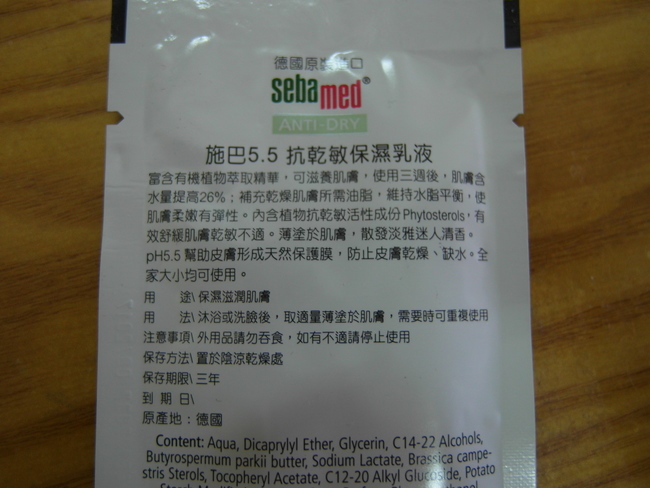 德國原裝進口
sebamed®
ANTI-DRY
施巴5.5 抗乾敏保濕乳液
富含有機植物萃取精華，可滋養肌膚，使用三週後，肌膚含
水量提高26%；補充乾燥肌膚所需油脂，維持水脂平衡，使
肌膚柔嫩有彈性。內含植物抗乾敏活性成份Phytosterols，有
效舒緩肌膚乾敏不適。薄塗於肌膚，散發淡雅迷人清香。
pH5.5 幫助皮膚形成天然保護膜，防止皮膚乾燥、缺水。全
家大小均可使用。
用　　途\ 保濕滋潤肌膚
用　　法\ 沐浴或洗臉後，取適量薄塗於肌膚，需要時可重複使用
注意事項\ 外用品請勿吞食，如有不適請停止使用
保存方法\ 置於陰涼乾燥處
保存期限\ 三年
到 期 日\
原產地：德國
Content: Aqua, Dicaprylyl Ether, Glycerin, C14-22 Alcohols,
Butyrospermum parkii butter, Sodium Lactate, Brassica campe-
stris Sterols, Tocopheryl Acetate, C12-20 Alkyl Glucoside, Potato